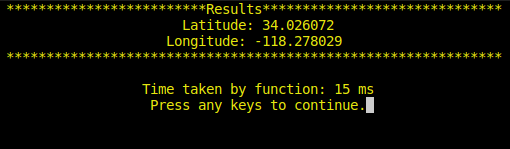 *************************Results******************************
Latitude: 34.026072
Longitude: -118.278029
**************************************************************
Time taken by function: 15 ms
Press any keys to continue.